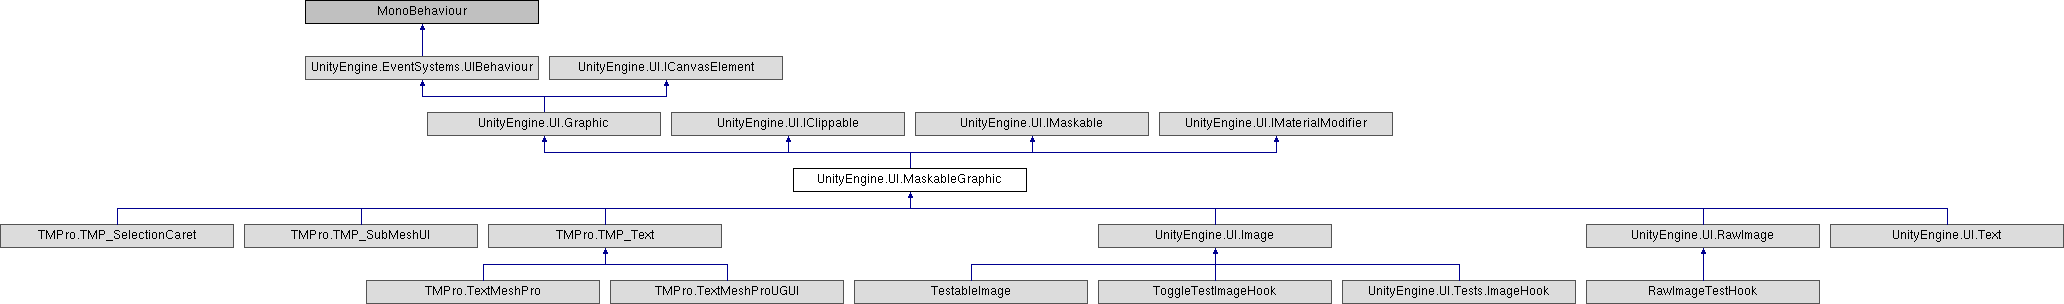 MonoBehaviour
UnityEngine.EventSystems.UIBehaviour
UnityEngine.UI.ICanvasElement
UnityEngine.UI.Graphic
UnityEngine.UI.IClippable
UnityEngine.UI.IMaskable
UnityEngine.UI.IMaterialModifier
UnityEngine.UI.MaskableGraphic
TMPro.TMP_SelectionCaret
TMPro.TMP_SubMeshUI
TMPro.TMP_Text
UnityEngine.UI.Image
UnityEngine.UI.RawImage
UnityEngine.UI.Text
TMPro.TextMeshPro
TMPro.TextMeshProUGUI
TestableImage
ToggleTestImageHook
UnityEngine.UI.Tests.ImageHook
RawImageTestHook